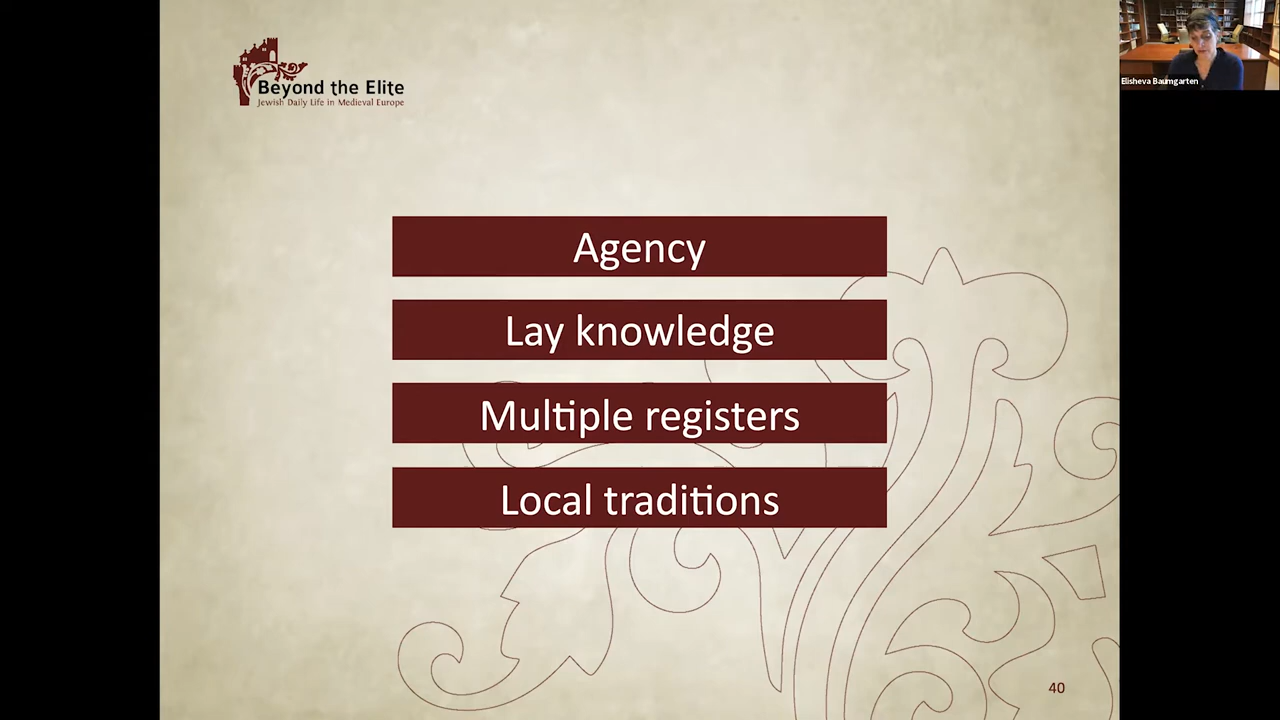 Beyond the Elite
Jewish Daily Life in Medieval Europe
Elisheva Baumgarten
Agency
Lay knowledge
Multiple registers
Local traditions
40